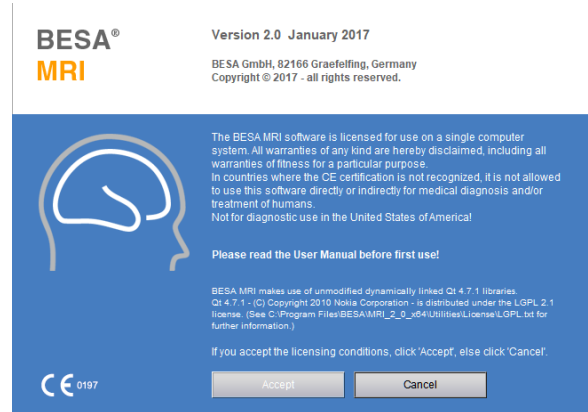 BESA®
MRI
Version 2.0 January 2017
BESA GmbH, 82166 Graefelfing, Germany
Copyright © 2017 - all rights reserved.
The BESA MRI software is licensed for use on a single computer
system. All warranties of any kind are hereby disclaimed, including all
warranties of fitness for a particular purpose.
In countries where the CE certification is not recognized, it is not allowed
to use this software directly or indirectly for medical diagnosis and/or
treatment of humans.
Not for diagnostic use in the United States of America!
Please read the User Manual before first use!
BESA MRI makes use of unmodified dynamically linked Qt 4.7.1 libraries.
Qt 4.7.1 - (C) Copyright 2010 Nokia Corporation - is distributed under the LGPL 2.1
license. (See C:\Program Files\BESA\MRI_2_0_x64\Utilities\License\LGPL.txt for
further information.)
If you accept the licensing conditions, click 'Accept', else click 'Cancel'.
CE 0197
Accept
Cancel